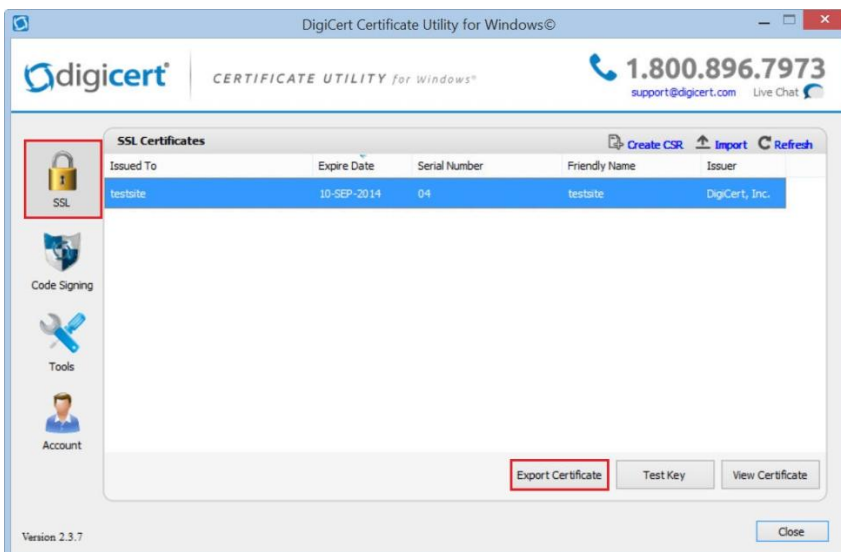 DigiCert Certificate Utility for Windows©
digicert®
CERTIFICATE UTILITY for Windows®
1.800.896.7973
support@digicert.com Live Chat
SSL Certificates
Create CSR Import Refresh
Issued To Expire Date Serial Number Friendly Name Issuer
testsite 10-SEP-2014 04 testsite DigiCert, Inc.
SSL
Code Signing
Tools
Account
Export Certificate Test Key View Certificate
Version 2.3.7
Close